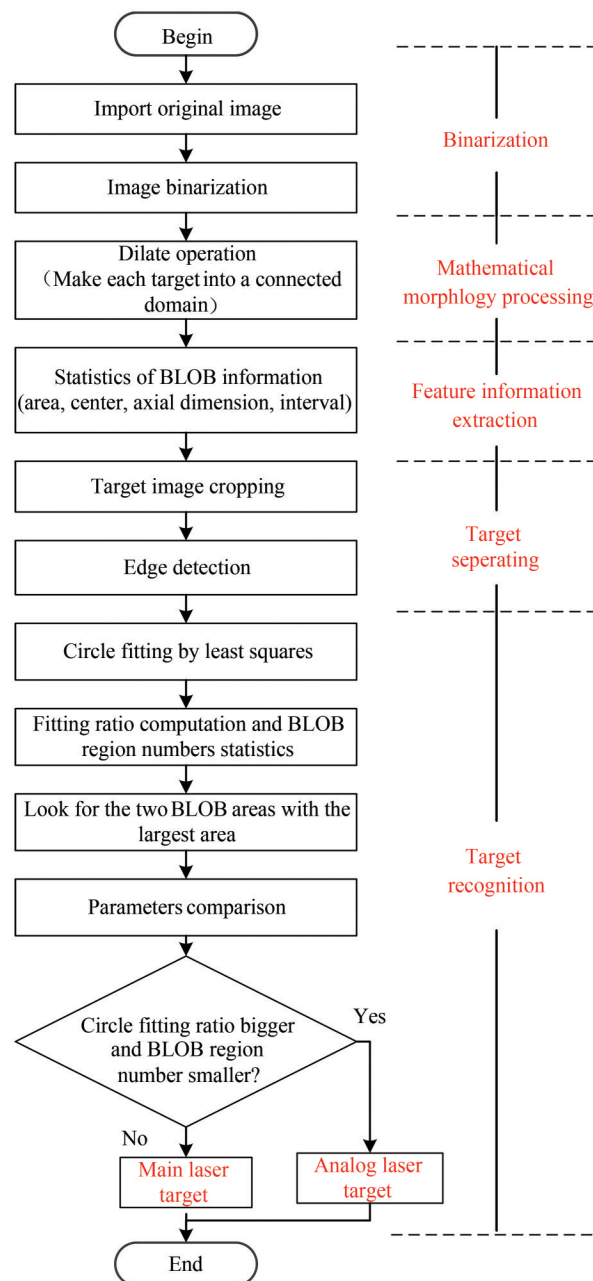 Begin
Import original image
Binarization
Image binarization
Dilate operation
（Make each target into a connected
domain）
Mathematical
morphlogy processing
Statistics of BLOB information
(area, center, axial dimension, interval)
Feature information
extraction
Target image cropping
Edge detection
Target
seperating
Circle fitting by least squares
Fitting ratio computation and BLOB
region numbers statistics
Look for the two BLOB areas with the
largest area
Parameters comparison
Target
recognition
Circle fitting ratio bigger
and BLOB region
number smaller?
Yes
No
Main laser
target
Analog laser
target
End